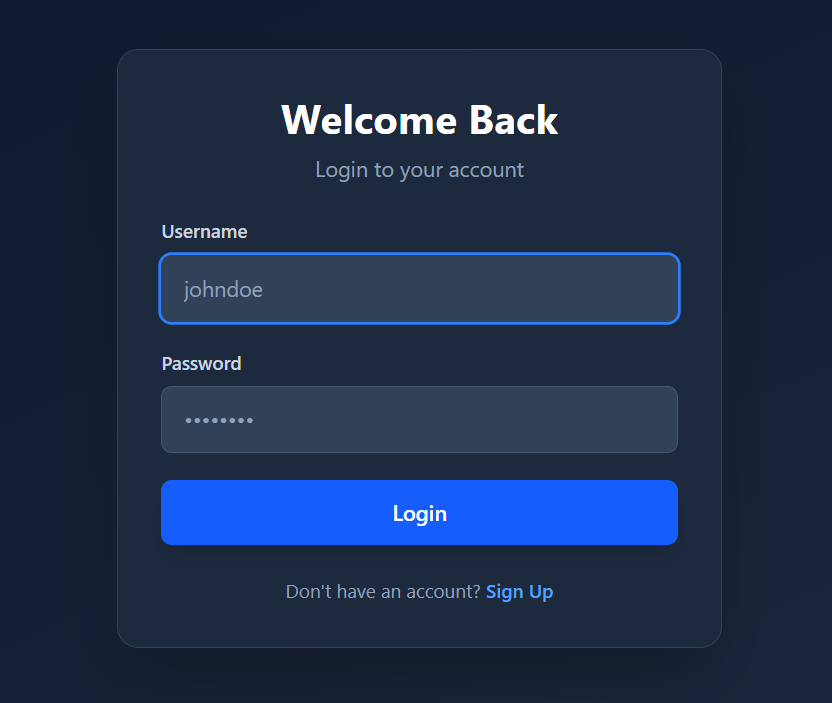 Welcome Back
Login to your account
Username
johndoe
Password
••••••••
Login
Don't have an account? Sign Up